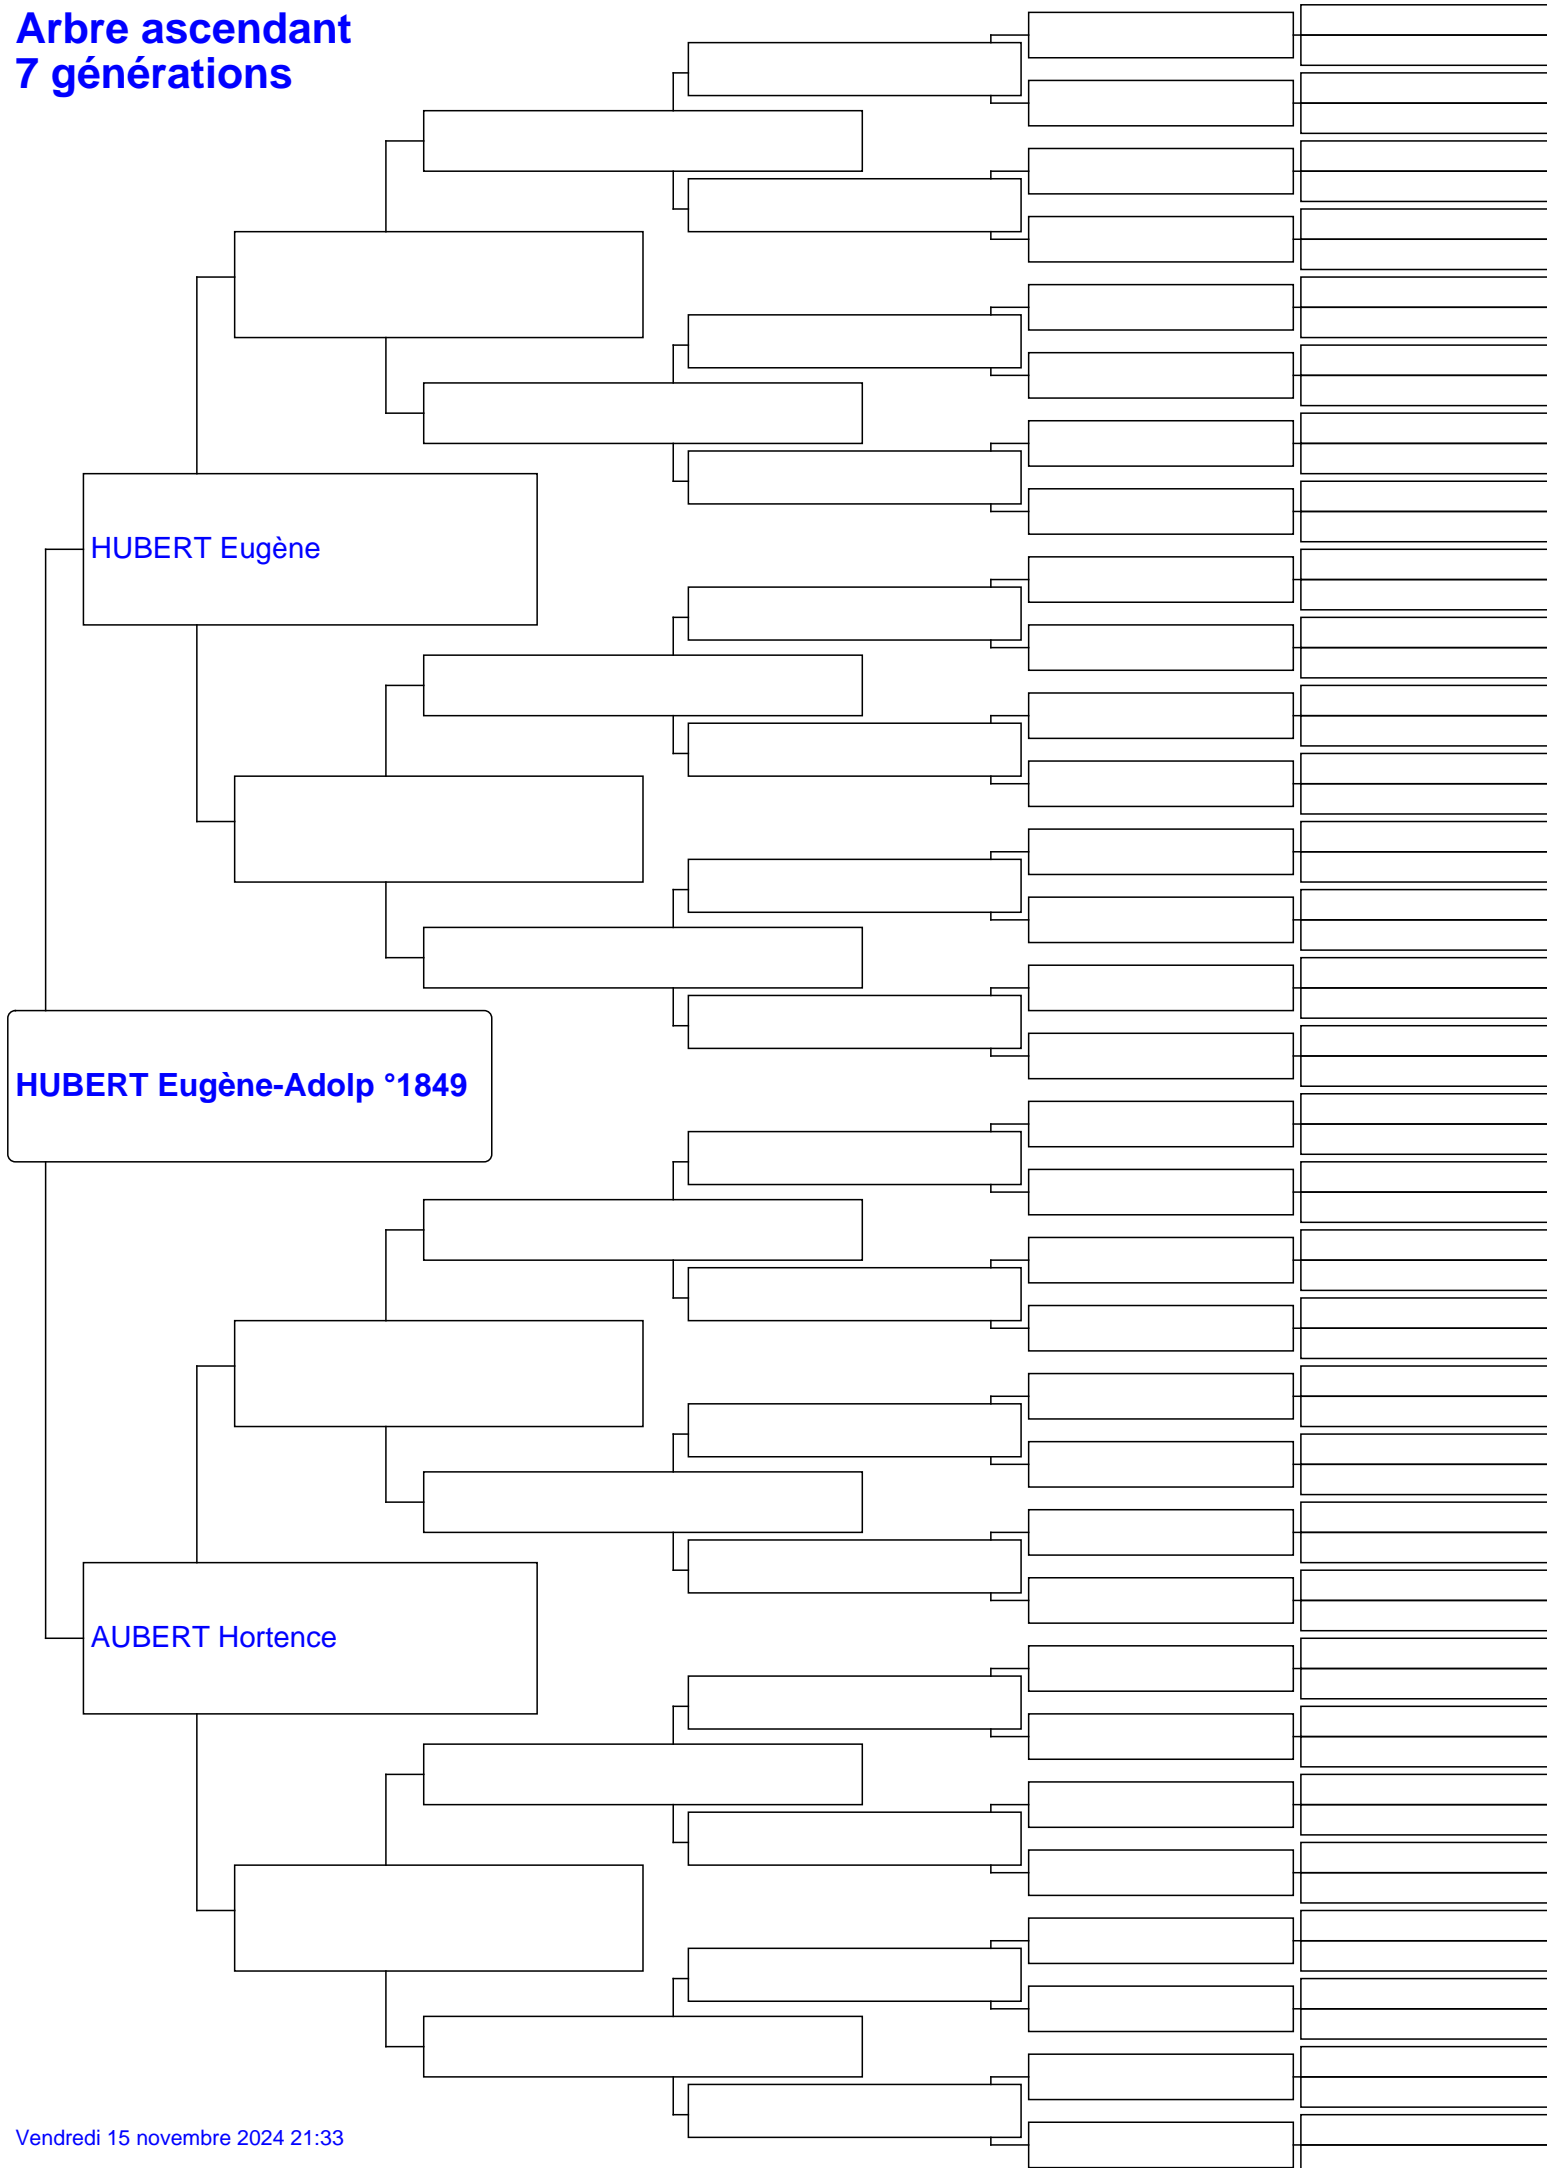 Arbre ascendant
7 générations
HUBERT Eugène
HUBERT Eugène-Adolp °1849
AUBERT Hortence
Vendredi 15 novembre 2024 21:33